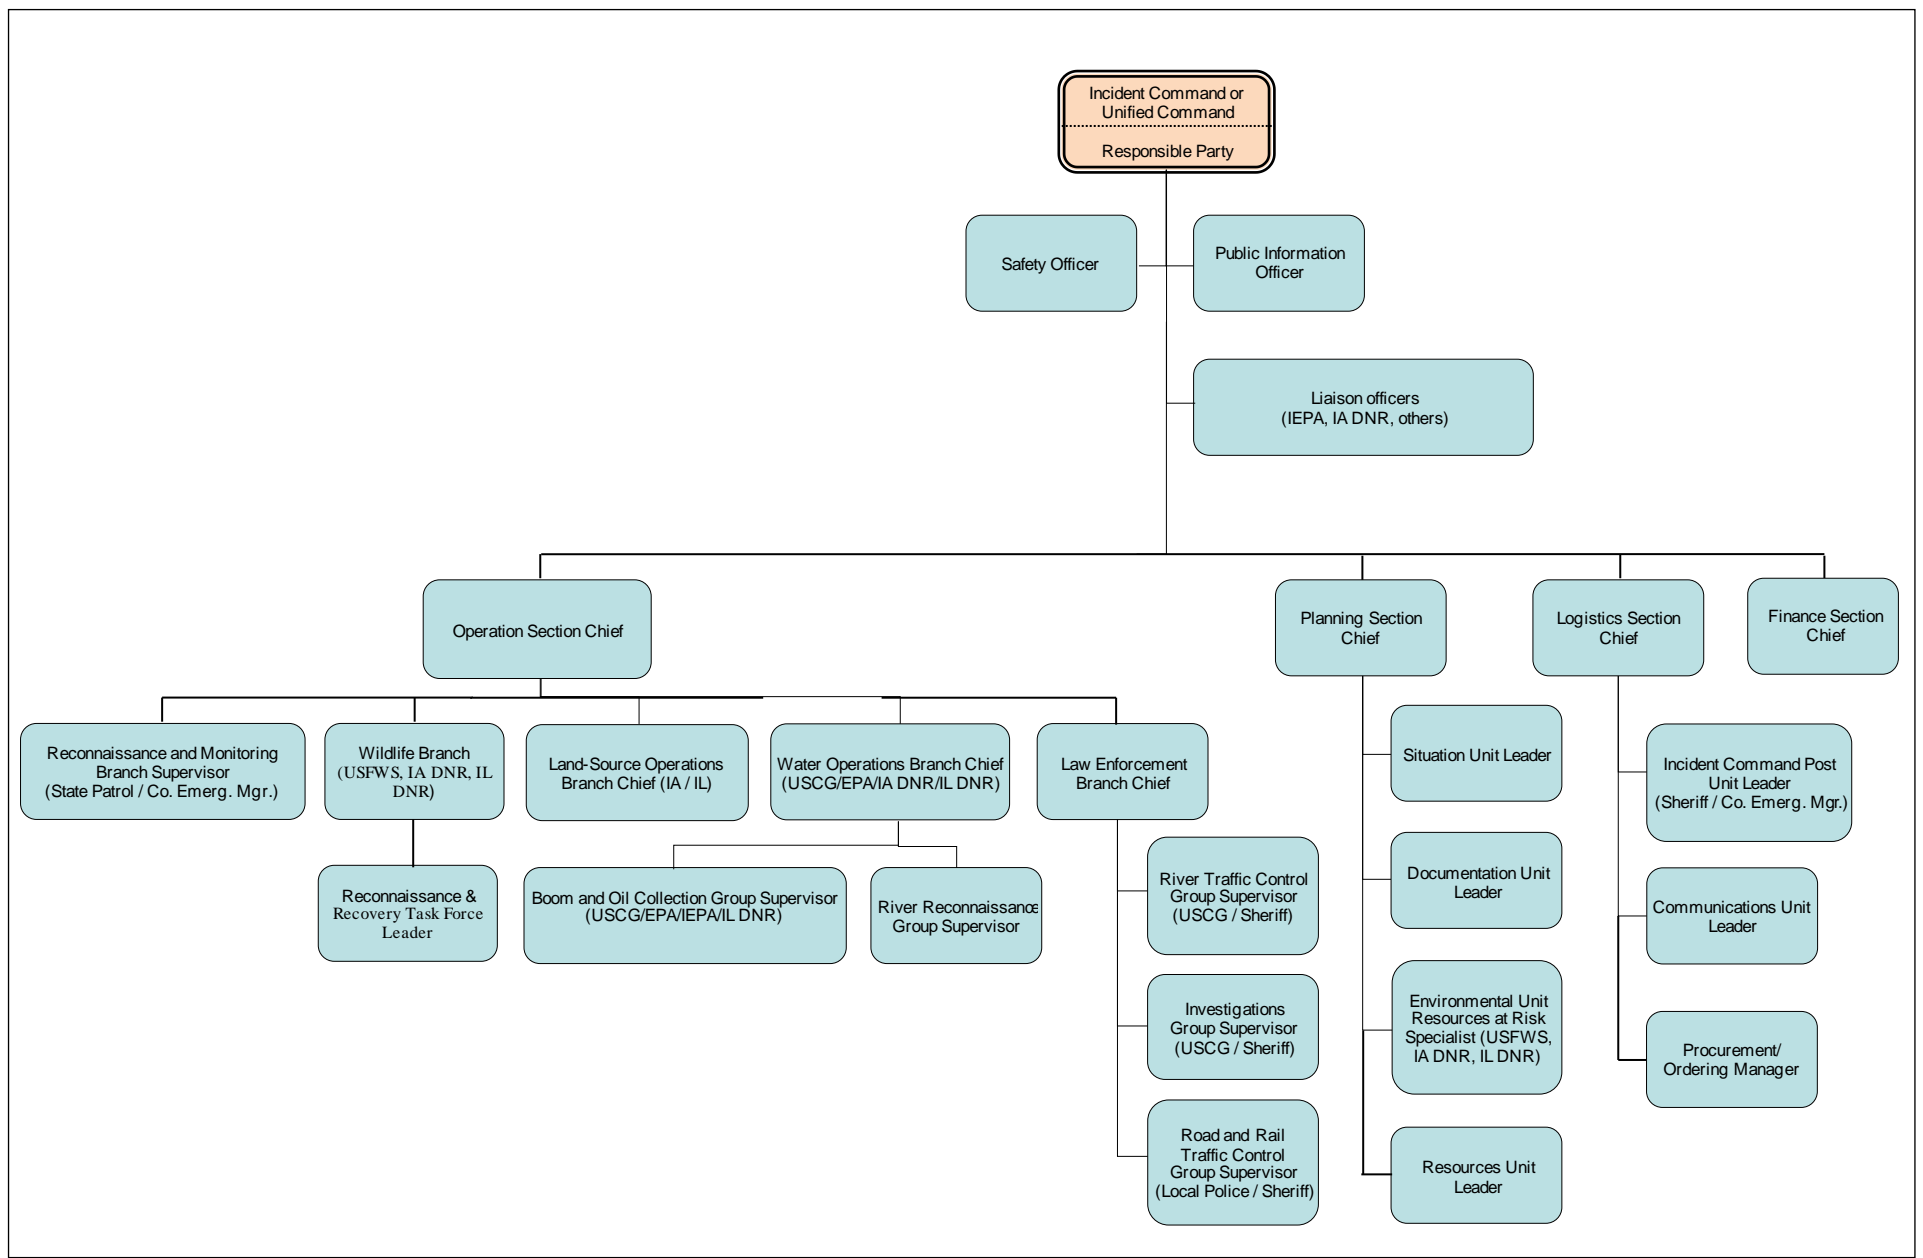 Incident Command or
Unified Command
Responsible Party
Safety Officer
Public Information
Officer
Liaison officers
(IEPA, IA DNR, others)
Operation Section Chief
Planning Section
Chief
Logistics Section
Chief
Finance Section
Chief
Reconnaissance and Monitoring
Branch Supervisor
(State Patrol / Co. Emerg. Mgr.)
Wildlife Branch
(USFWS, IA DNR, IL
DNR)
Land-Source Operations
Branch Chief (IA / IL)
Water Operations Branch Chief
(USCG/EPA/IA DNR/IL DNR)
Law Enforcement
Branch Chief
Reconnaissance &
Recovery Task Force
Leader
Boom and Oil Collection Group Supervisor
(USCG/EPA/IEPA/IL DNR)
River Reconnaissance
Group Supervisor
River Traffic Control
Group Supervisor
(USCG / Sheriff)
Investigations
Group Supervisor
(USCG / Sheriff)
Road and Rail
Traffic Control
Group Supervisor
(Local Police / Sheriff)
Situation Unit Leader
Documentation Unit
Leader
Environmental Unit
Resources at Risk
Specialist (USFWS,
IA DNR, IL DNR)
Resources Unit
Leader
Incident Command Post
Unit Leader
(Sheriff / Co. Emerg. Mgr.)
Communications Unit
Leader
Procurement/
Ordering Manager